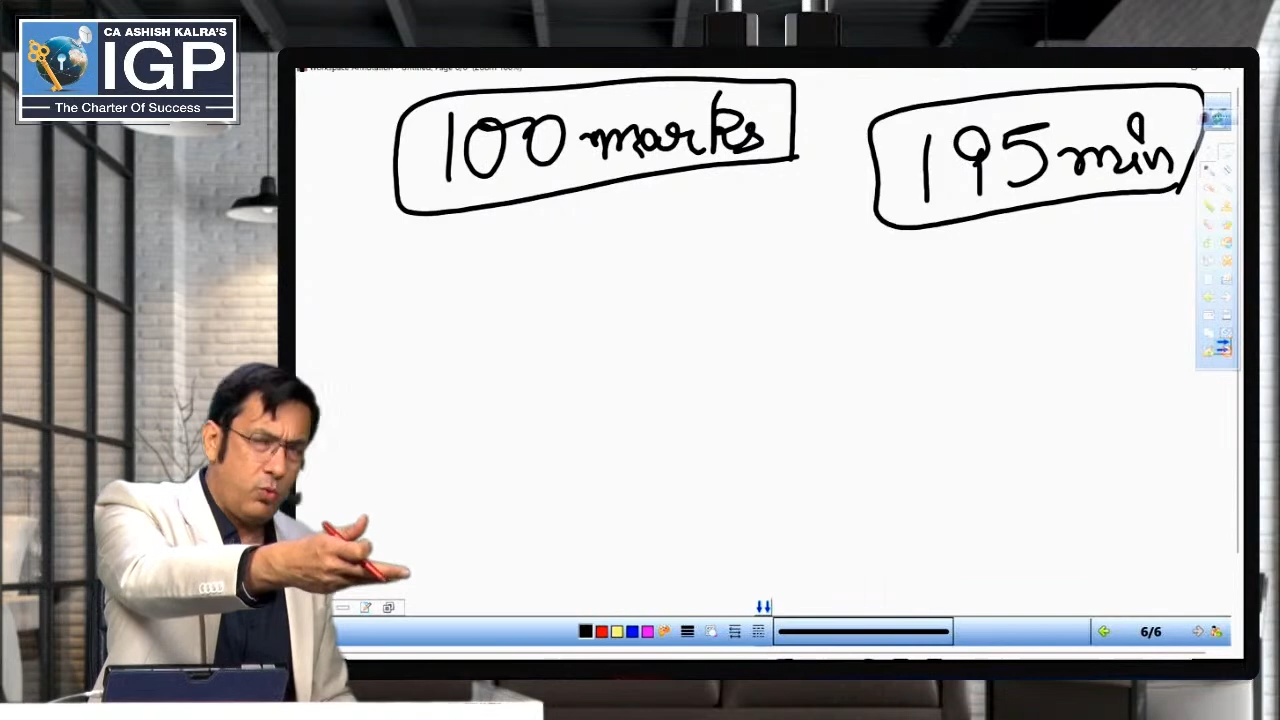 CA ASHISH KALRA'S
IGP
The Charter Of Success
100 marks
195 min
6/6